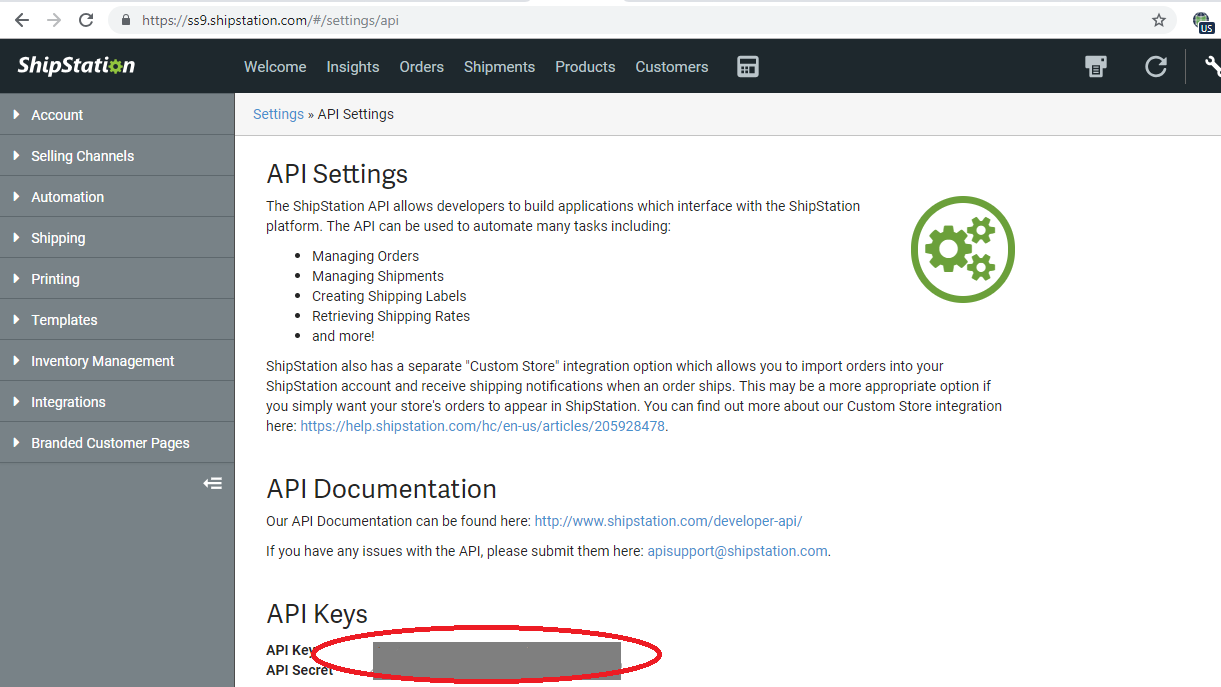 https://ss9.shipstation.com/#/settings/api
US
ShipStation
Welcome Insights Orders Shipments Products Customers
Account
Selling Channels
Automation
Shipping
Printing
Templates
Inventory Management
Integrations
Branded Customer Pages
Settings » API Settings
API Settings
The ShipStation API allows developers to build applications which interface with the ShipStation
platform. The API can be used to automate many tasks including:
• Managing Orders
• Managing Shipments
• Creating Shipping Labels
• Retrieving Shipping Rates
• and more!
ShipStation also has a separate "Custom Store" integration option which allows you to import orders into your
ShipStation account and receive shipping notifications when an order ships. This may be a more appropriate option if
you simply want your store's orders to appear in ShipStation. You can find out more about our Custom Store integration
here: https://help.shipstation.com/hc/en-us/articles/205928478.
API Documentation
Our API Documentation can be found here: http://www.shipstation.com/developer-api/
If you have any issues with the API, please submit them here: apisupport@shipstation.com.
API Keys
API Key
API Secret